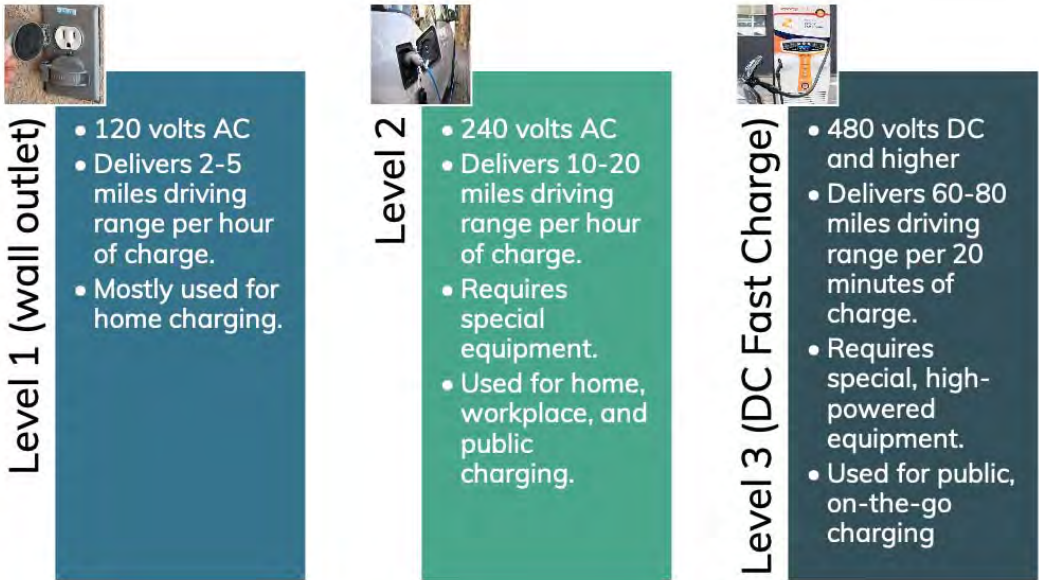 Level 1 (wall outlet)
• 120 volts AC
• Delivers 2-5
miles driving
range per hour
of charge.
• Mostly used for
home charging.
Level 2
• 240 volts AC
• Delivers 10-20
miles driving
range per hour
of charge.
• Requires
special
equipment.
• Used for home,
workplace, and
public
charging.
Level 3 (DC Fast Charge)
• 480 volts DC
and higher
• Delivers 60-80
miles driving
range per 20
minutes of
charge.
• Requires
special, high-
powered
equipment.
• Used for public,
on-the-go
charging